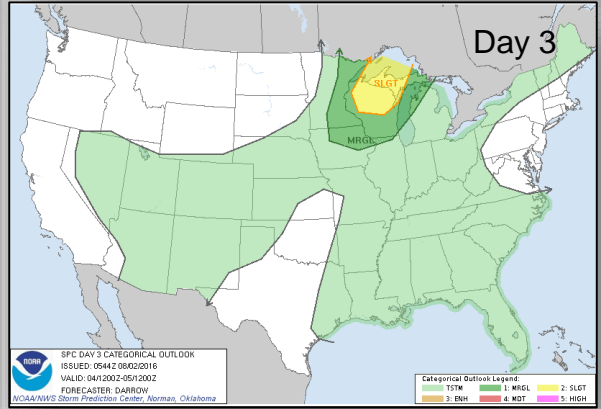 Day 3
SLGT
MRGL
NOAA
SPC DAY 3 CATEGORICAL OUTLOOK
ISSUED: 0544Z 08/02/2016
VALID: 04/1200Z-05/1200Z
FORECASTER: DARROW
NOAA/NWS Storm Prediction Center, Norman, Oklahoma
Categorical Outlook Legend:
TSTM 1: MRGL 2: SLGT
3: ENH 4: MDT 5: HIGH